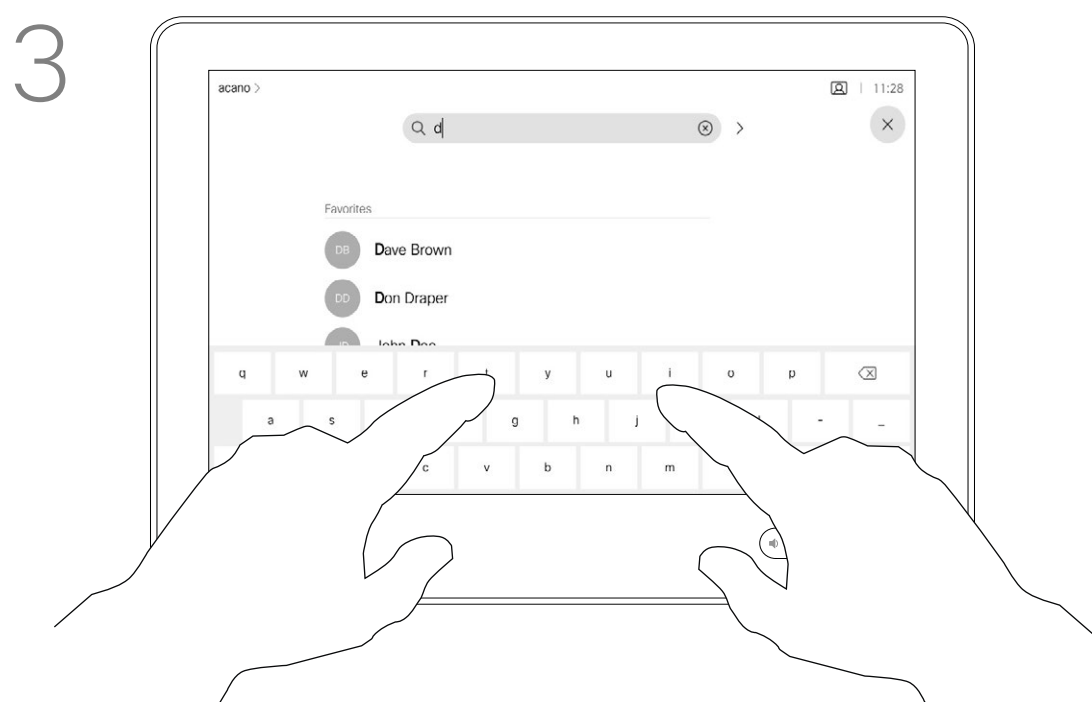 3
acano >
11:28
d
Favorites
DB Dave Brown
DD Don Draper
q w e r t y u i o p
a s g h j - _
c v b n m